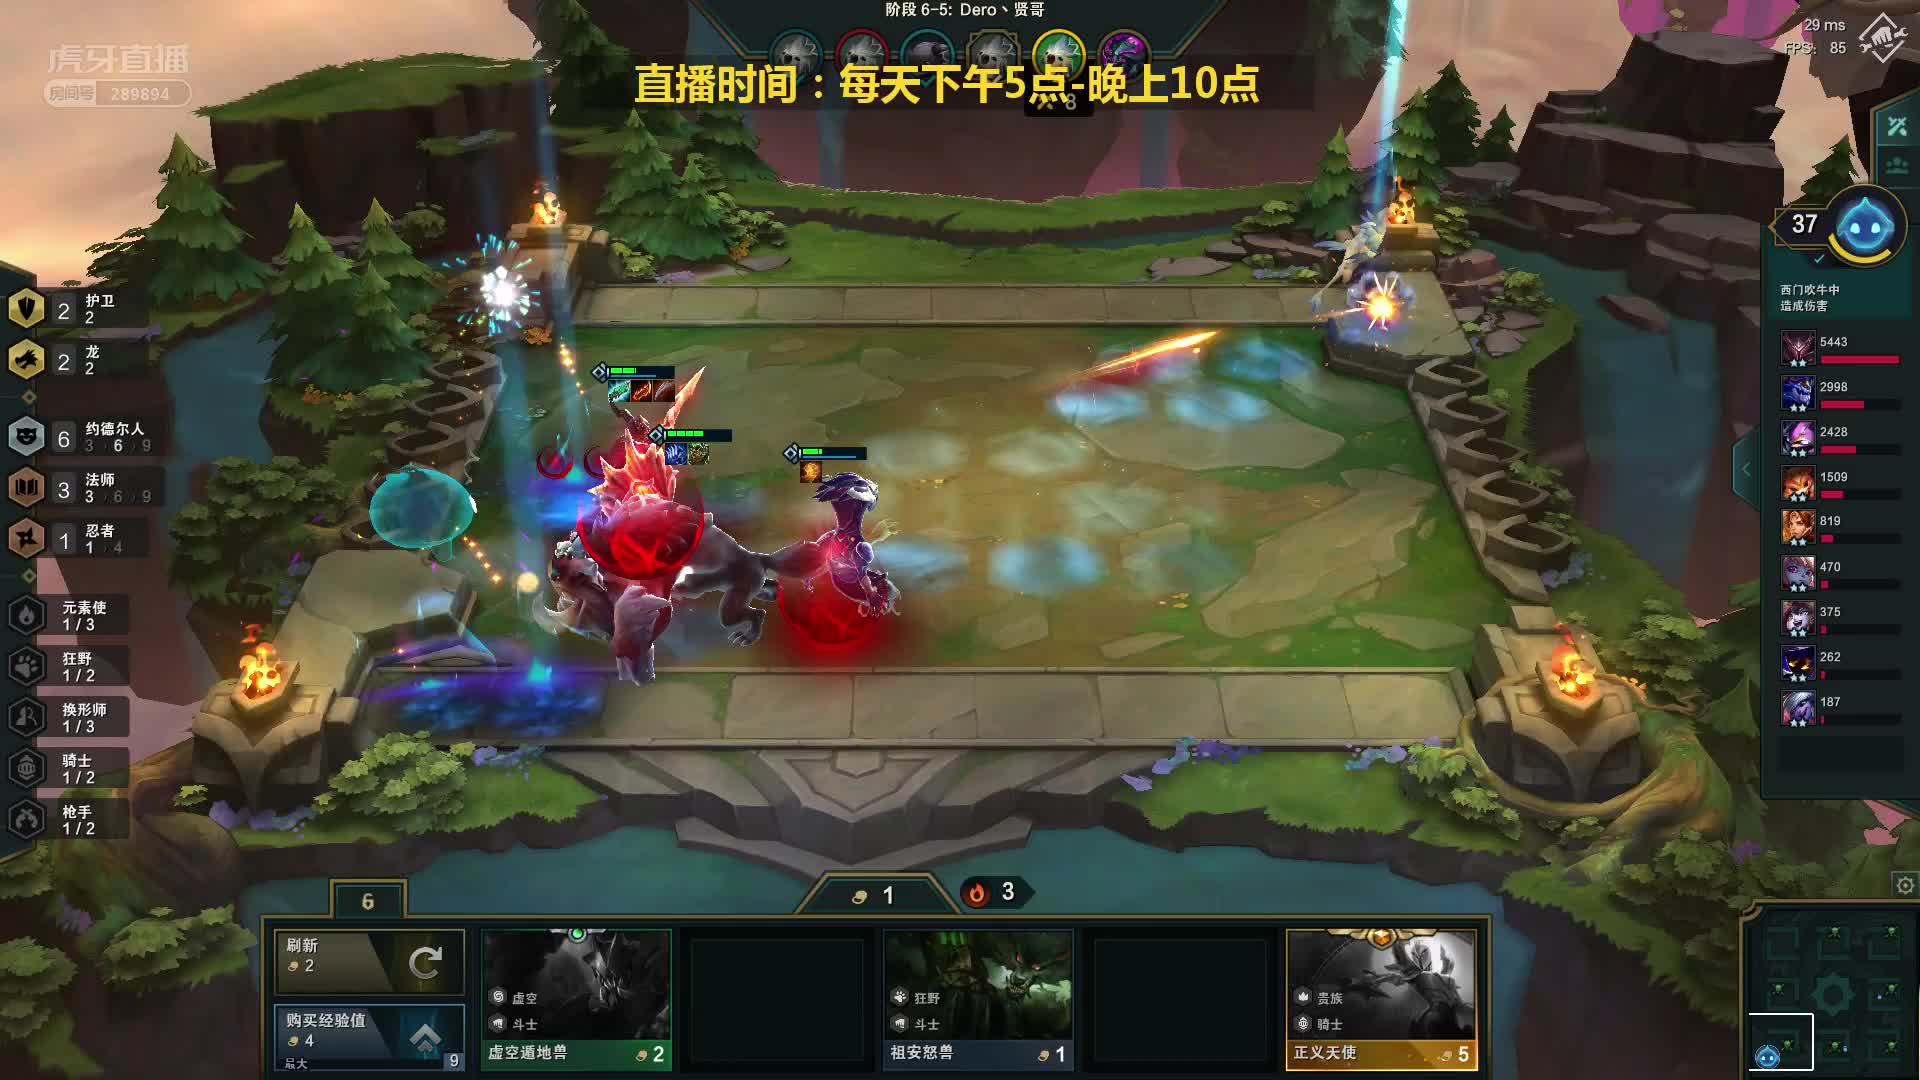 阶段 6-5: Dero丶贤哥
29 ms
FPS: 85
虎牙直播
房间号 289894
直播时间：每天下午5点-晚上10点
8
37
西门吹牛中
造成伤害
5443
2998
2428
1509
819
470
375
262
187
2 护卫
2
2 龙
2
6 约德尔人
3 › 6 › 9
3 法师
3 › 6 › 9
1 忍者
1 › 4
元素使
1 / 3
狂野
1 / 2
换形师
1 / 3
骑士
1 / 2
枪手
1 / 2
6
1
3
刷新
2
购买经验值
4
最大
9
虚空
斗士
虚空遁地兽 2
狂野
斗士
祖安怒兽 1
贵族
骑士
正义天使 5